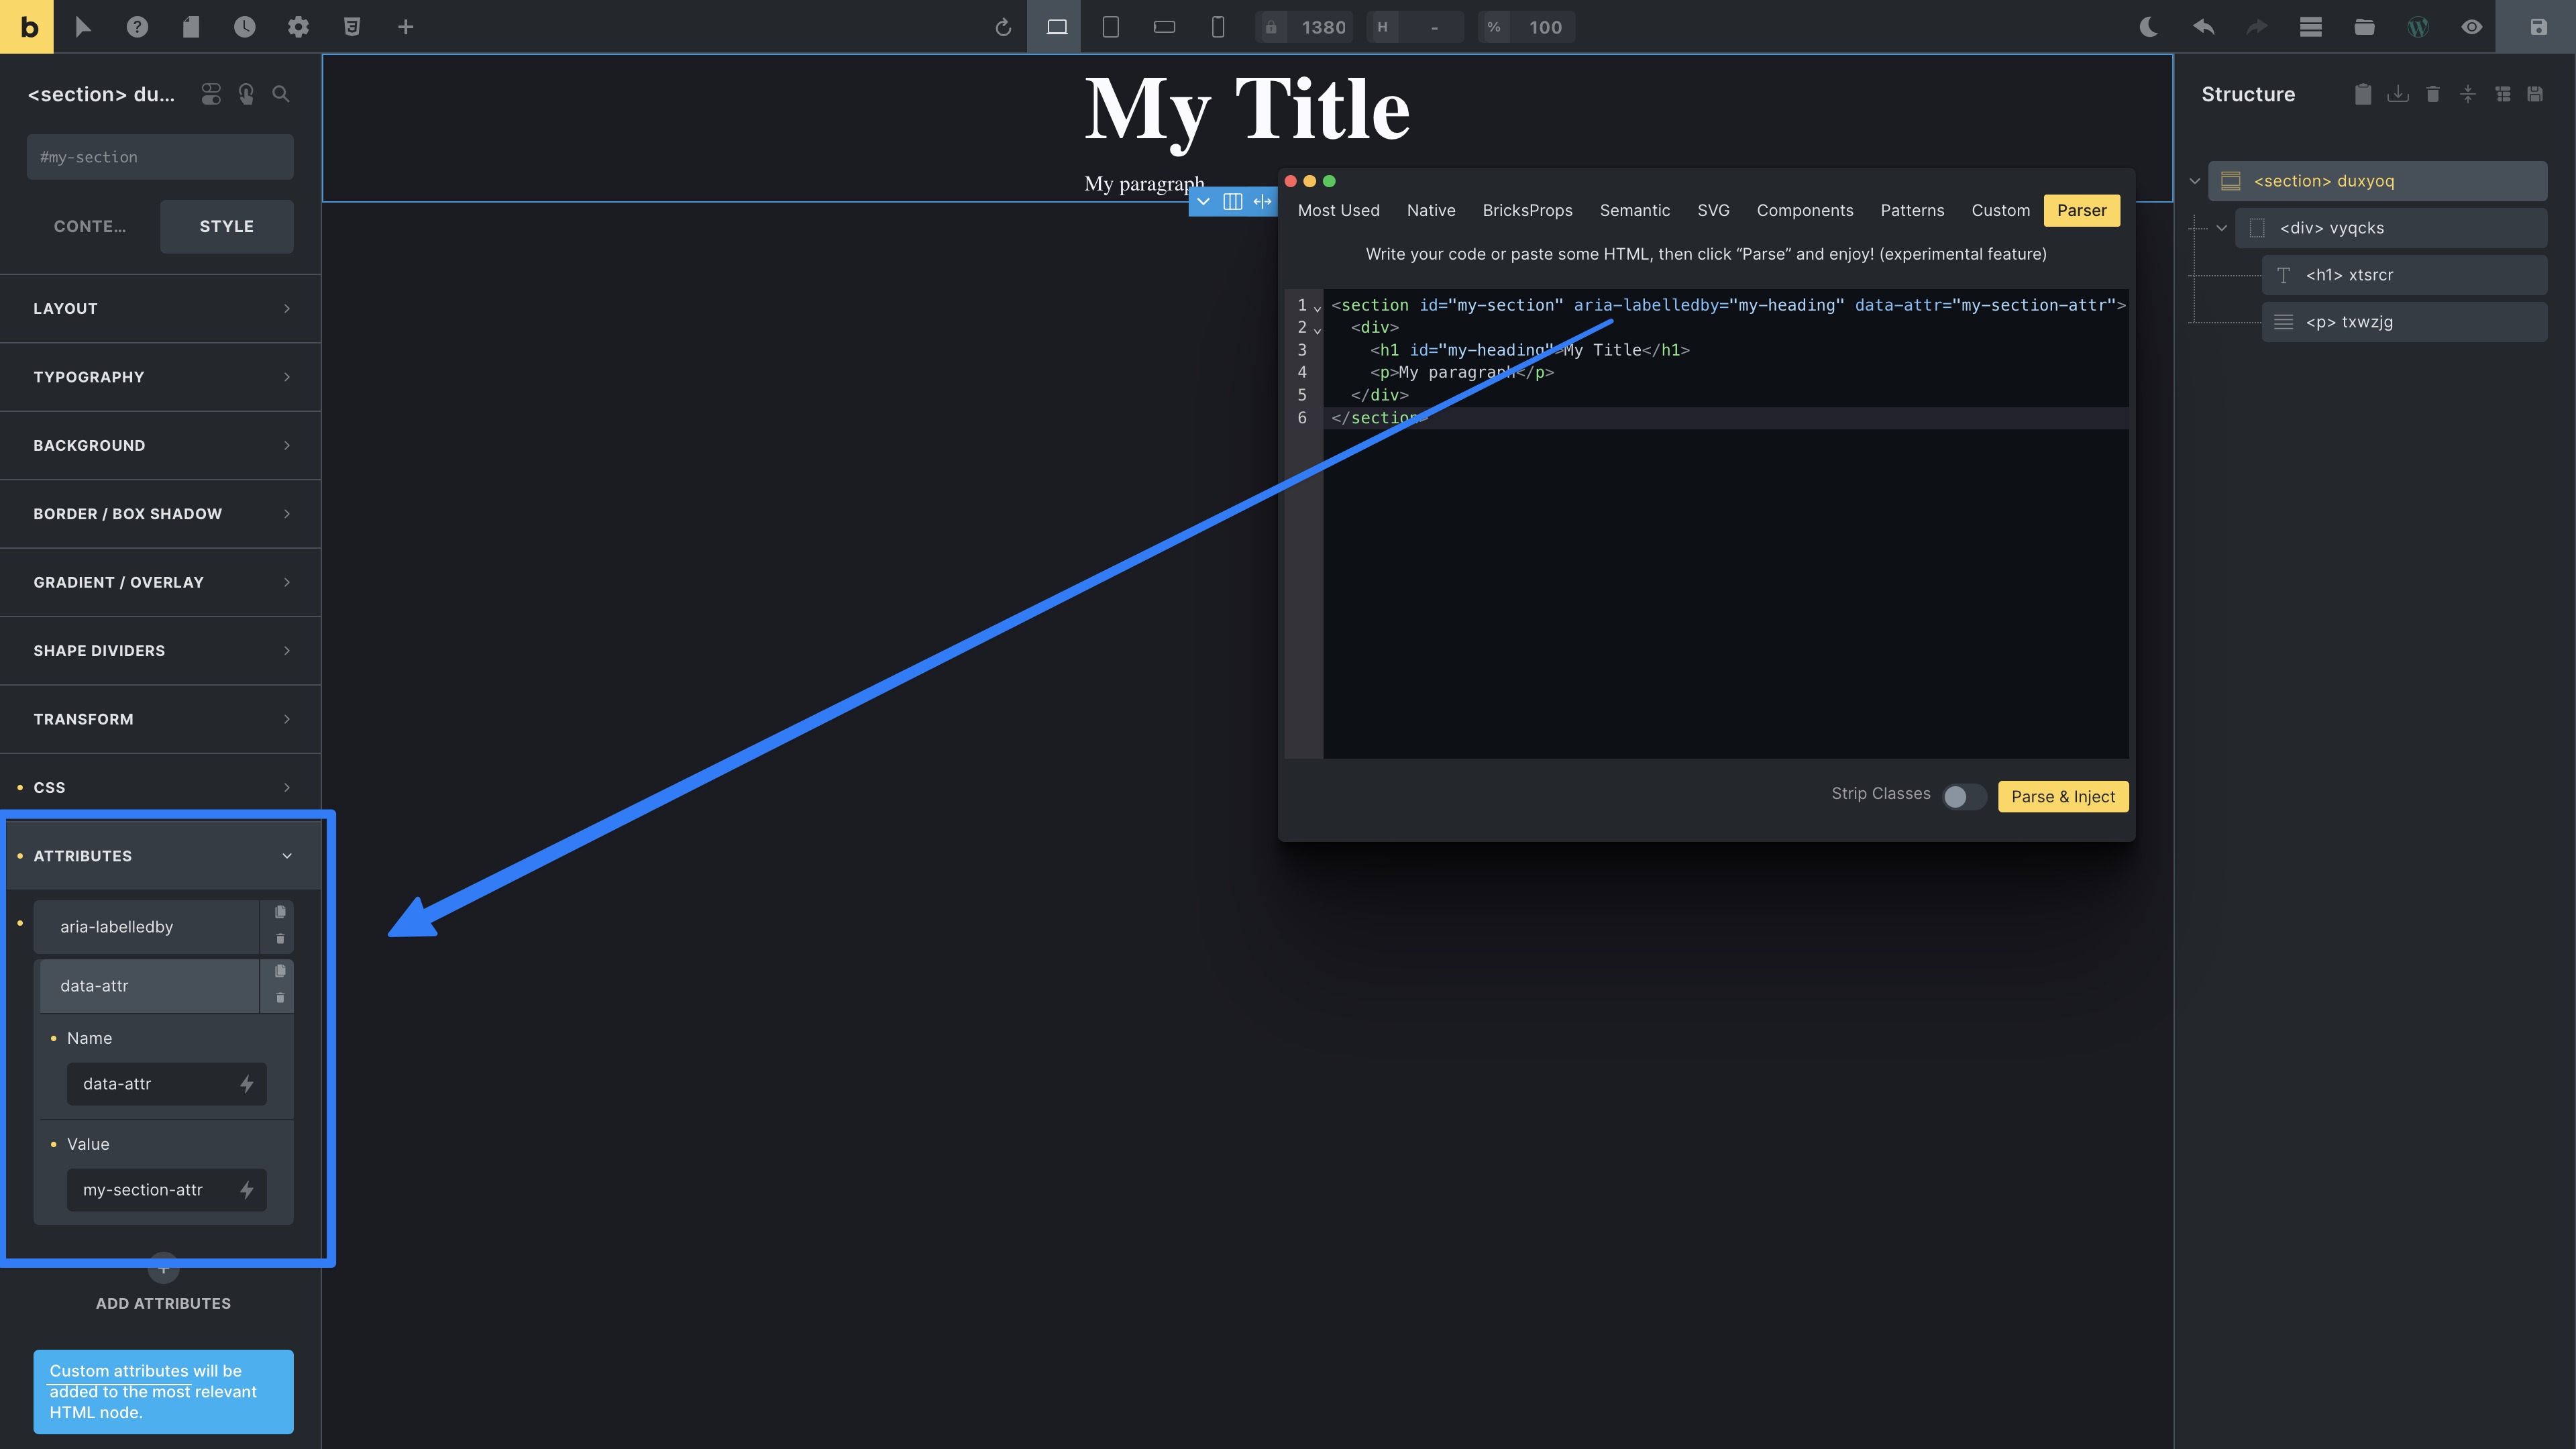 b
1380
H
-
%
100
<section> du...
#my-section
CONTE...
STYLE
LAYOUT
TYPOGRAPHY
BACKGROUND
BORDER / BOX SHADOW
GRADIENT / OVERLAY
SHAPE DIVIDERS
TRANSFORM
CSS
ATTRIBUTES
aria-labelledby
data-attr
Name
data-attr
Value
my-section-attr
ADD ATTRIBUTES
Custom attributes will be
added to the most relevant
HTML node.
My Title
My paragraph
Most Used Native BricksProps Semantic SVG Components Patterns Custom Parser
Write your code or paste some HTML, then click “Parse” and enjoy! (experimental feature)
1 <section id="my-section" aria-labelledby="my-heading" data-attr="my-section-attr">
2 <div>
3 <h1 id="my-heading">My Title</h1>
4 <p>My paragraph</p>
5 </div>
6 </section>
Strip Classes
Parse & Inject
Structure
<section> duxyoq
<div> vyqcks
<h1> xtsrcr
<p> txwzjg